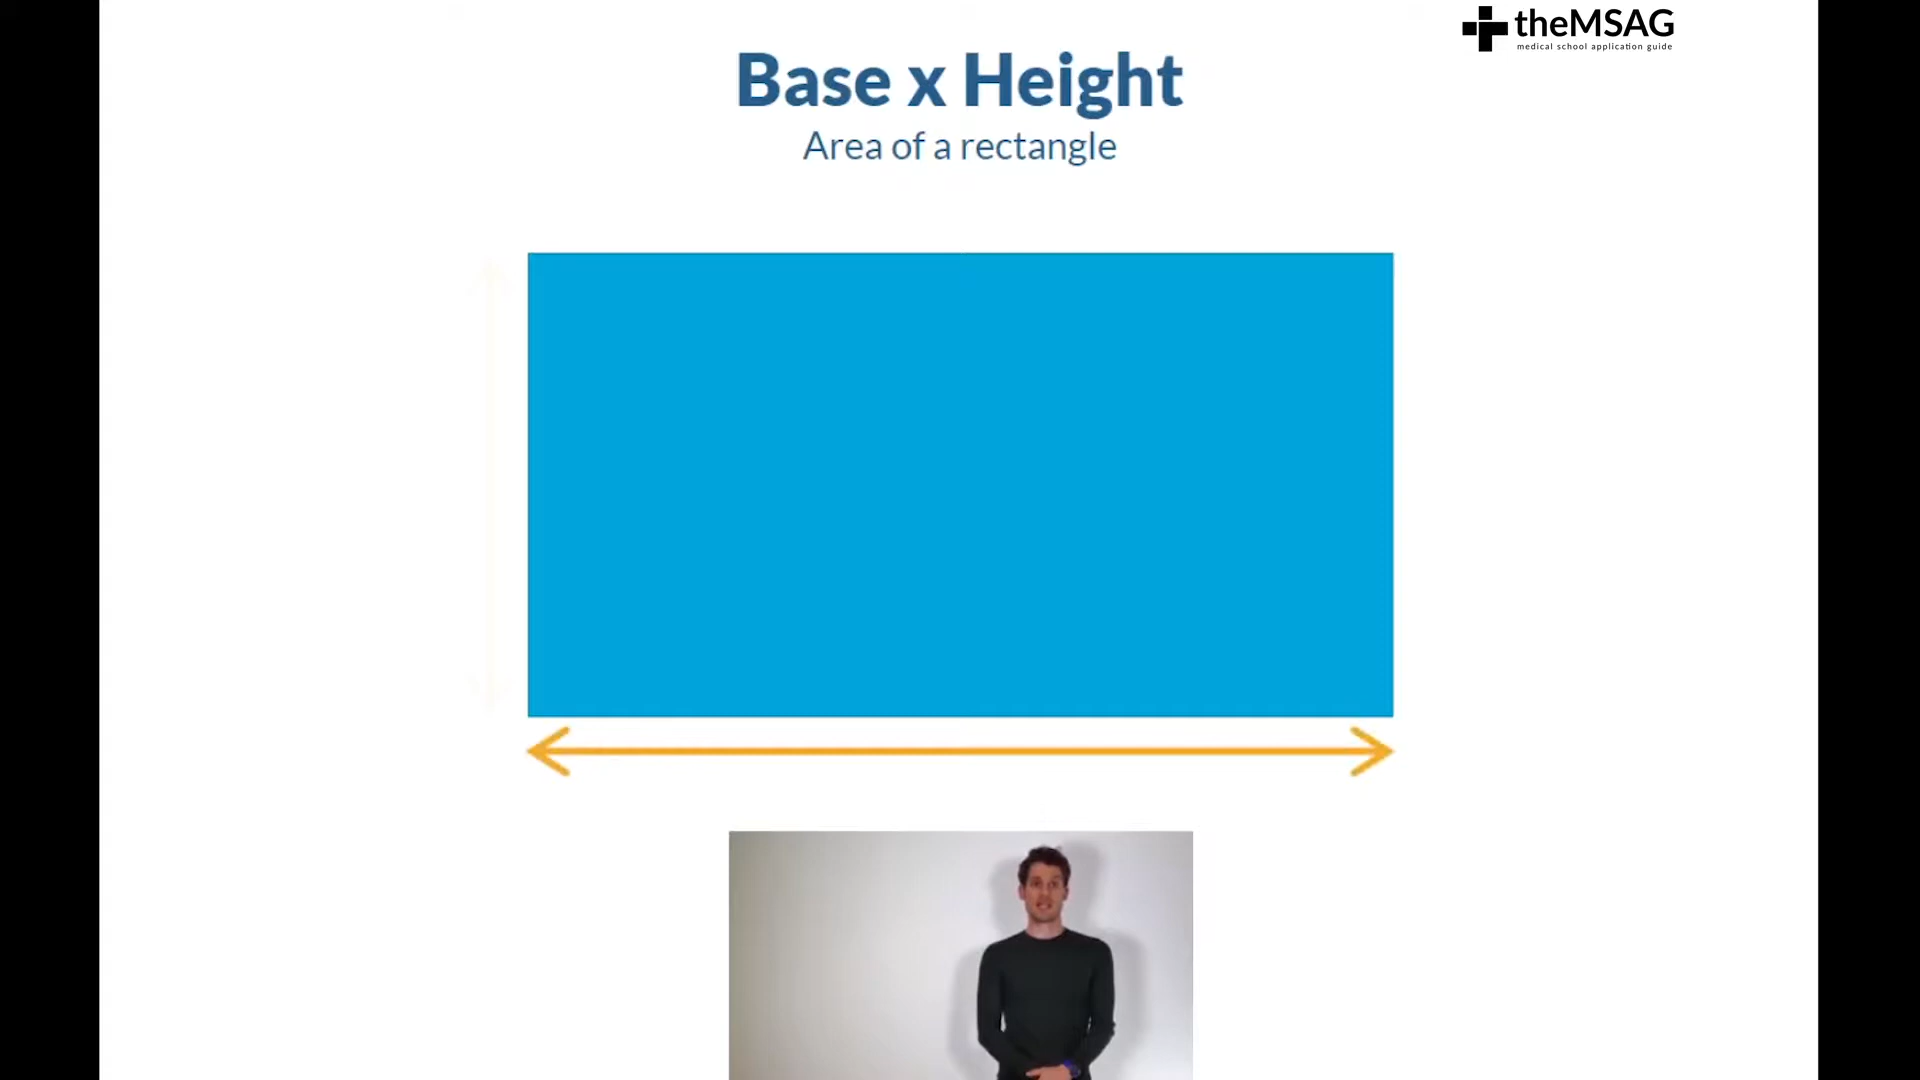 theMSAG
medical school application guide
Base x Height
Area of a rectangle